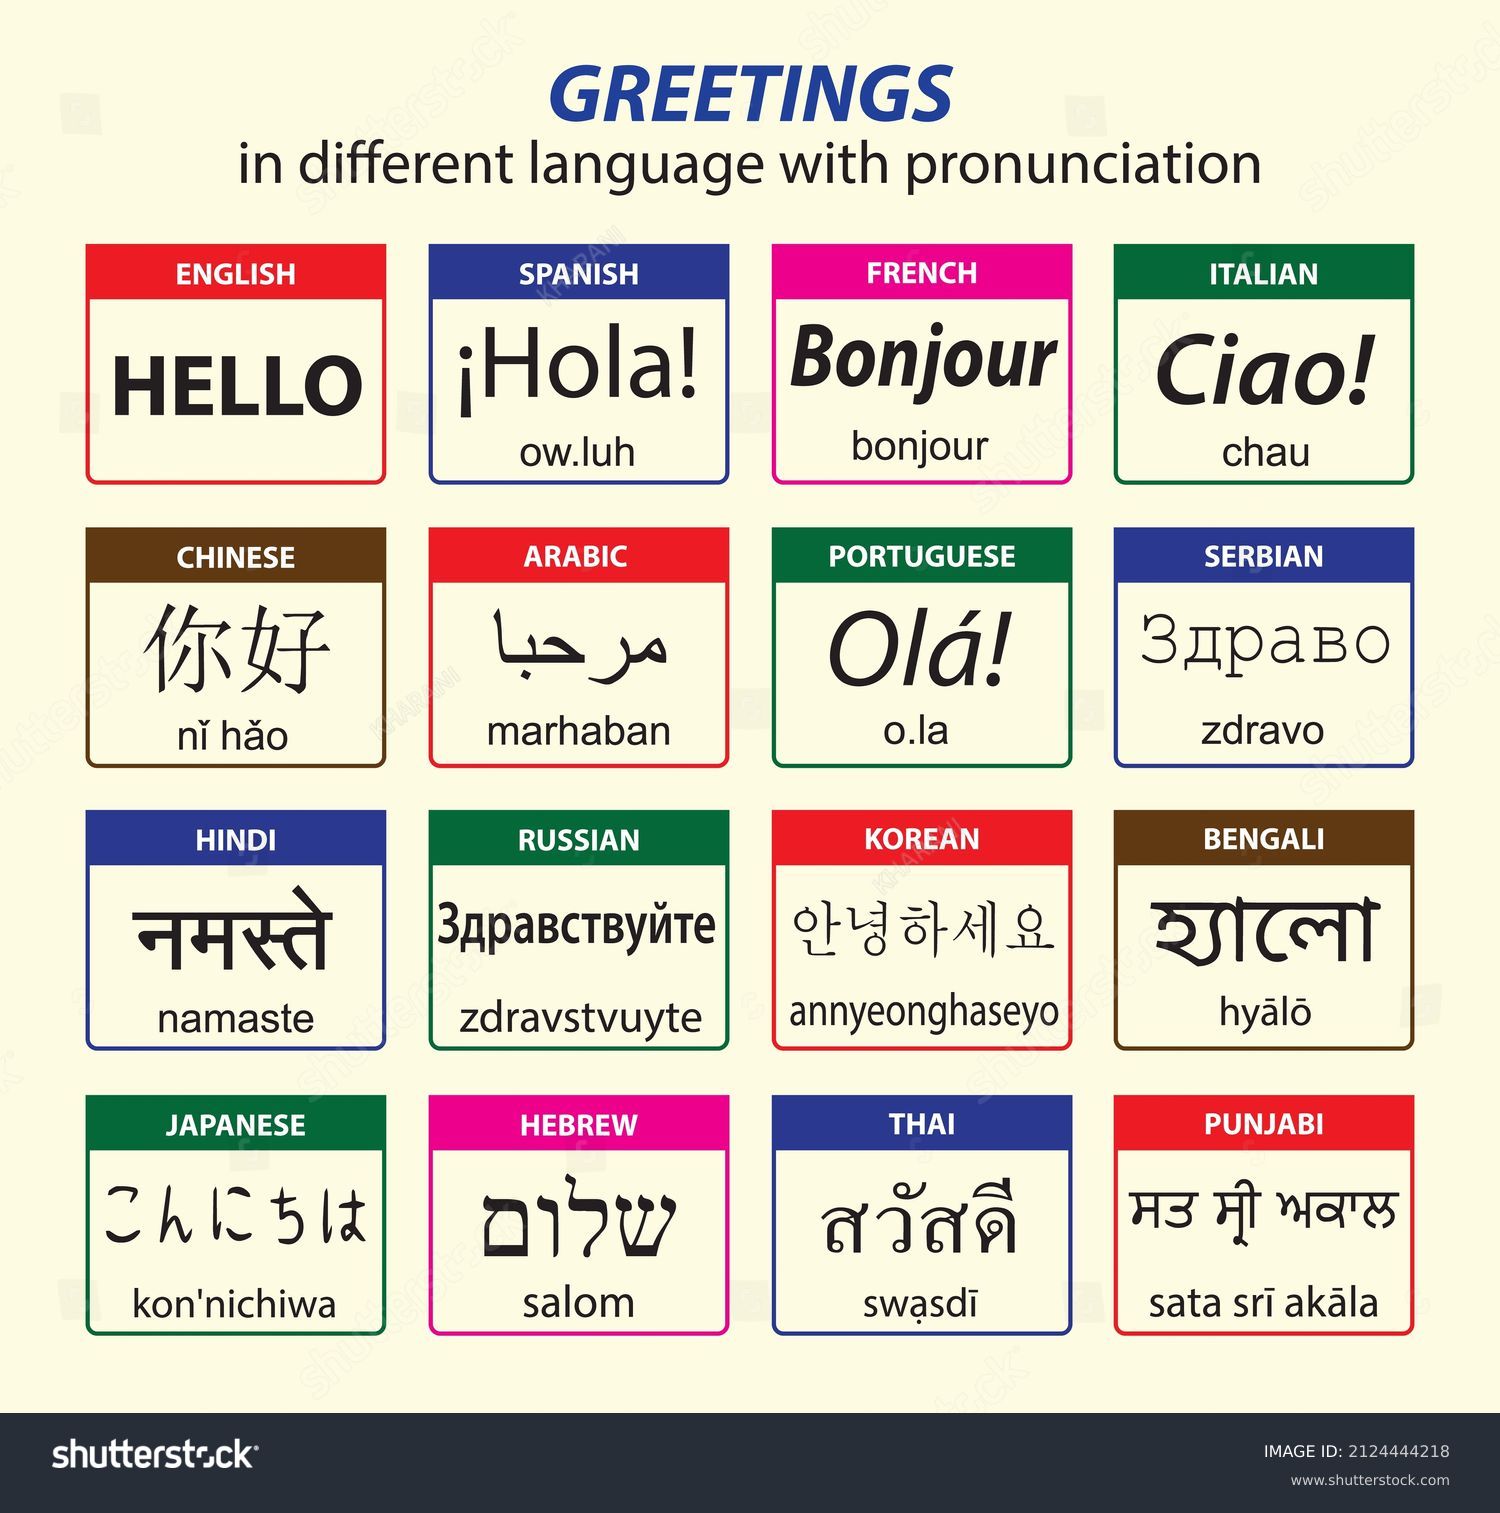 GREETINGS
in different language with pronunciation
ENGLISH
HELLO
SPANISH
¡Hola!
ow.luh
FRENCH
Bonjour
bonjour
ITALIAN
Ciao!
chau
CHINESE
你好
nǐ hǎo
ARABIC
مرحبا
marhaban
PORTUGUESE
Olá!
o.la
SERBIAN
Здраво
zdravo
HINDI
नमस्ते
namaste
RUSSIAN
Здравствуйте
zdravstvuyte
KOREAN
안녕하세요
annyeonghaseyo
BENGALI
হ্যালো
hyālō
JAPANESE
こんにちは
kon'nichiwa
HEBREW
שלום
salom
THAI
สวัสดี
swạsdī
PUNJABI
ਸਤ ਸ੍ਰੀ ਅਕਾਲ
sata srī akāla
shutterstock
IMAGE ID: 2124444218
www.shutterstock.com